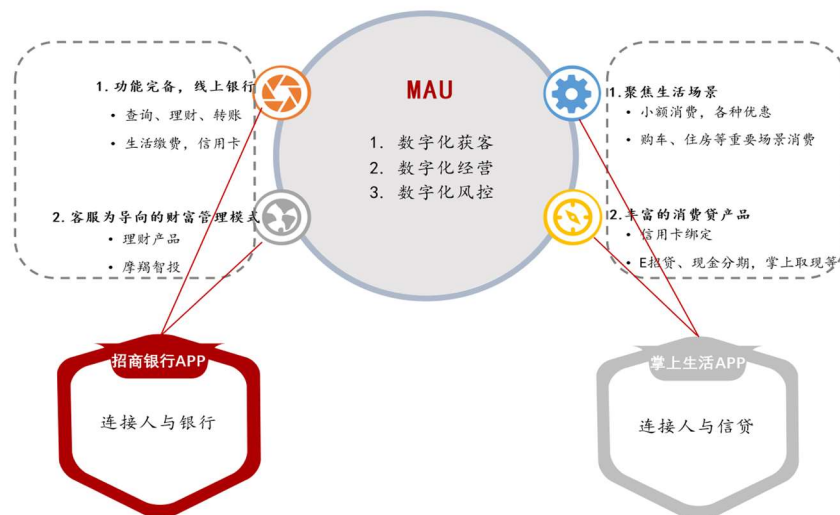 MAU
1. 数字化获客
2. 数字化经营
3. 数字化风控
1. 功能完备，线上银行
• 查询、理财、转账
• 生活缴费，信用卡
2. 客服为导向的财富管理模式
• 理财产品
• 摩羯智投
1.聚焦生活场景
• 小额消费，各种优惠
• 购车、住房等重要场景消费
2.丰富的消费贷产品
• 信用卡绑定
• E招贷、现金分期，掌上取现等
招商银行APP
连接人与银行
掌上生活APP
连接人与信贷